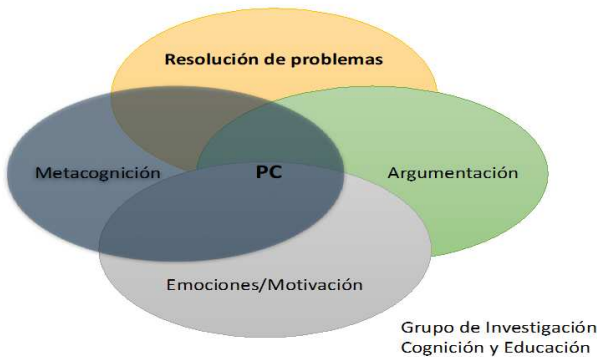 Resolución de problemas
Metacognición
PC
Argumentación
Emociones/Motivación
Grupo de Investigación
Cognición y Educación